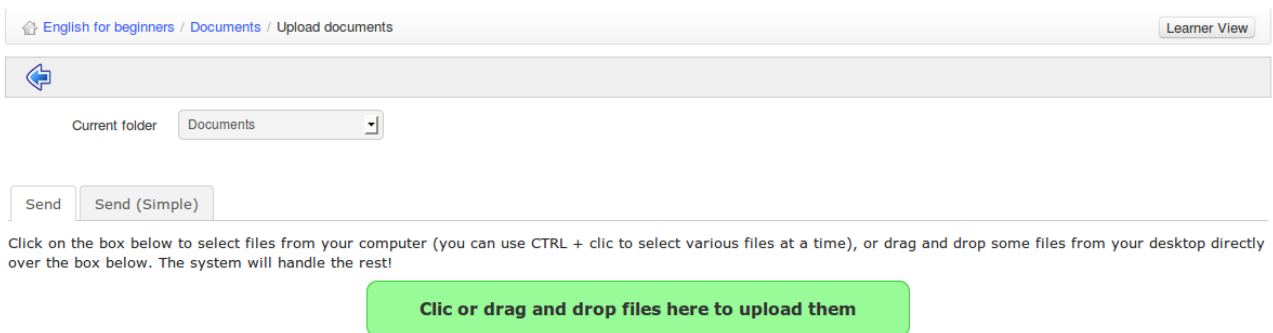 English for beginners / Documents / Upload documents
Learner View
Current folder Documents
Send Send (Simple)
Click on the box below to select files from your computer (you can use CTRL + clic to select various files at a time), or drag and drop some files from your desktop directly
over the box below. The system will handle the rest!
Clic or drag and drop files here to upload them